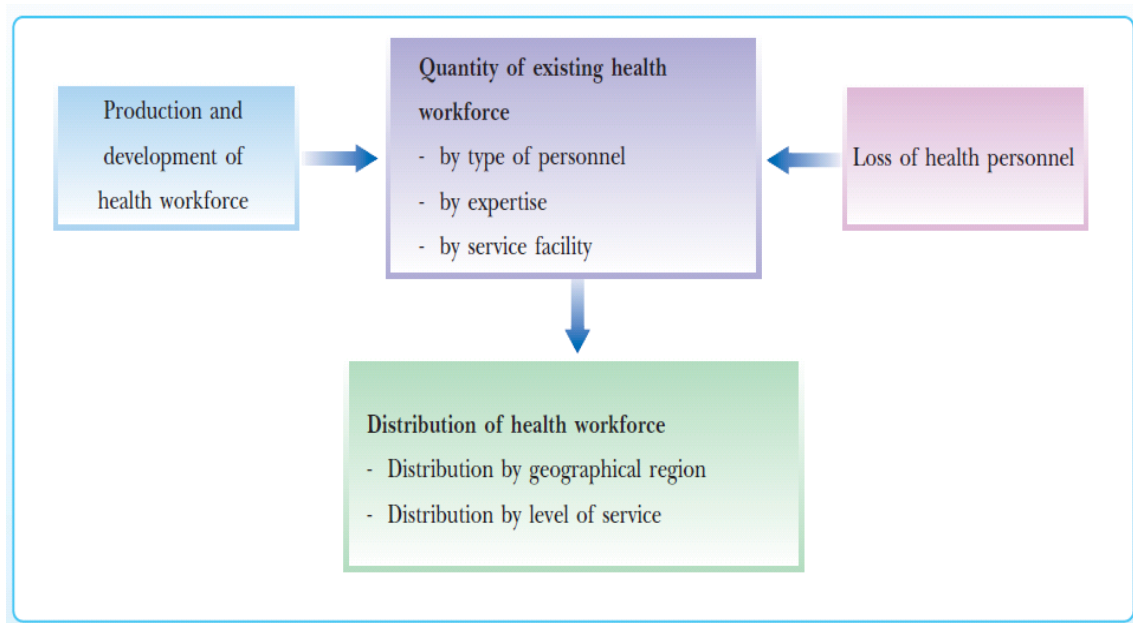 Production and
development of
health workforce
Quantity of existing health
workforce
- by type of personnel
- by expertise
- by service facility
Loss of health personnel
Distribution of health workforce
- Distribution by geographical region
- Distribution by level of service